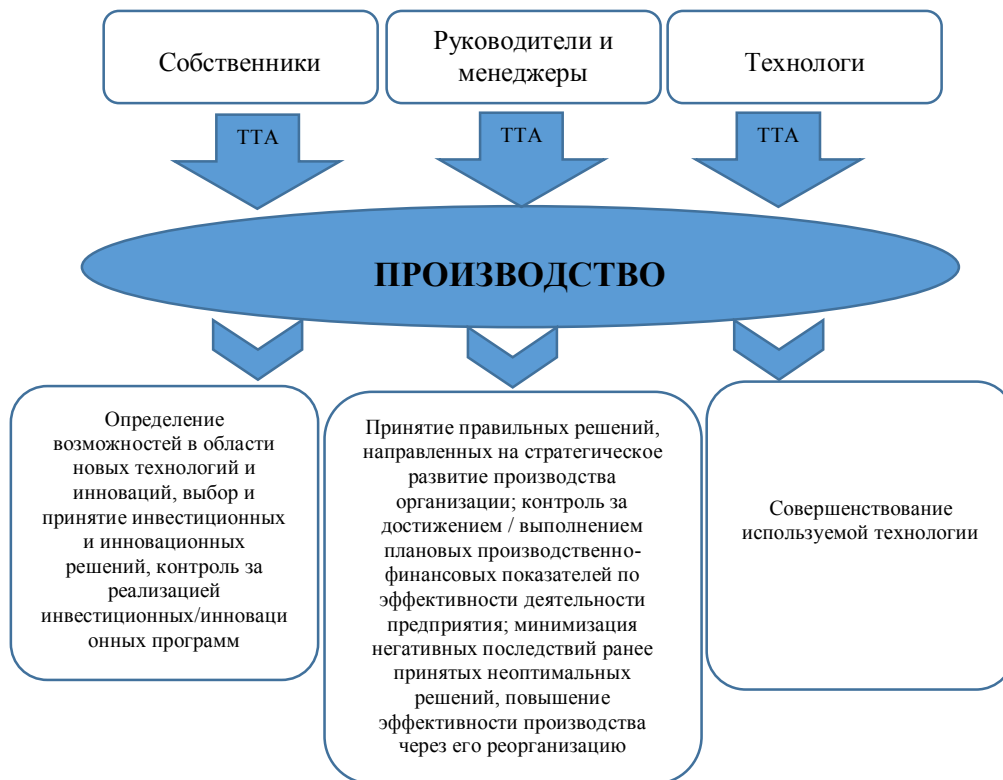 Собственники
Руководители и
менеджеры
Технологи
ТТА
ТТА
ТТА
ПРОИЗВОДСТВО
Определение
возможностей в области
новых технологий и
инноваций, выбор и
принятие инвестиционных
и инновационных
решений, контроль за
реализацией
инвестиционных/инноваци
онных программ
Принятие правильных решений,
направленных на стратегическое
развитие производства
организации; контроль за
достижением / выполнением
плановых производственно-
финансовых показателей по
эффективности деятельности
предприятия; минимизация
негативных последствий ранее
принятых неоптимальных
решений, повышение
эффективности производства
через его реорганизацию
Совершенствование
используемой технологии